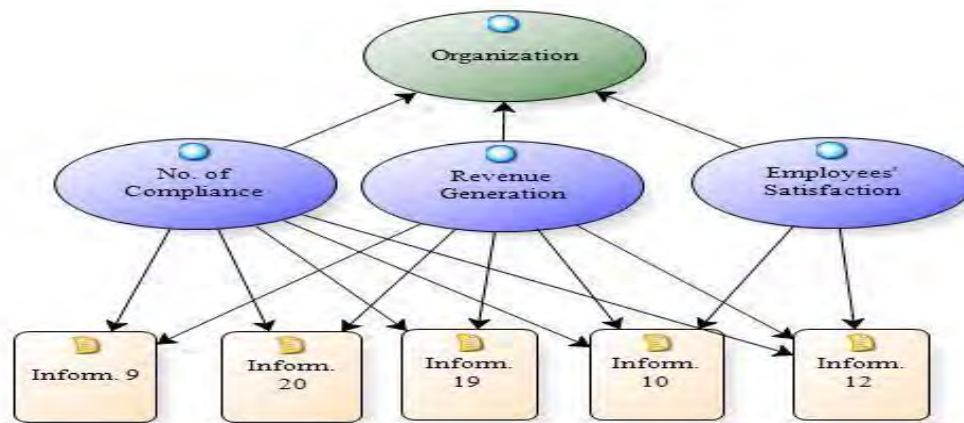 Organization
No. of
Compliance
Revenue
Generation
Employees'
Satisfaction
Inform. 9
Inform.
20
Inform.
19
Inform.
10
Inform.
12